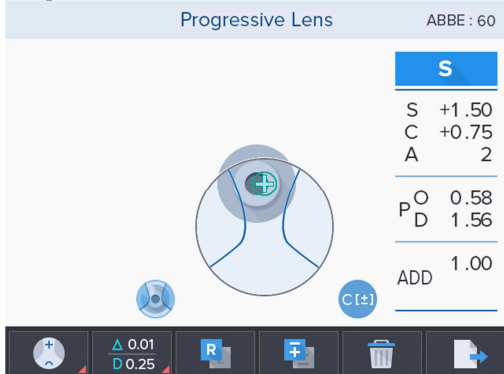 Progressive Lens
ABBE : 60
S
S +1.50
C +0.75
A 2
P O 0.58
D 1.56
ADD 1.00
C [±]
Δ 0.01
D 0.25
R